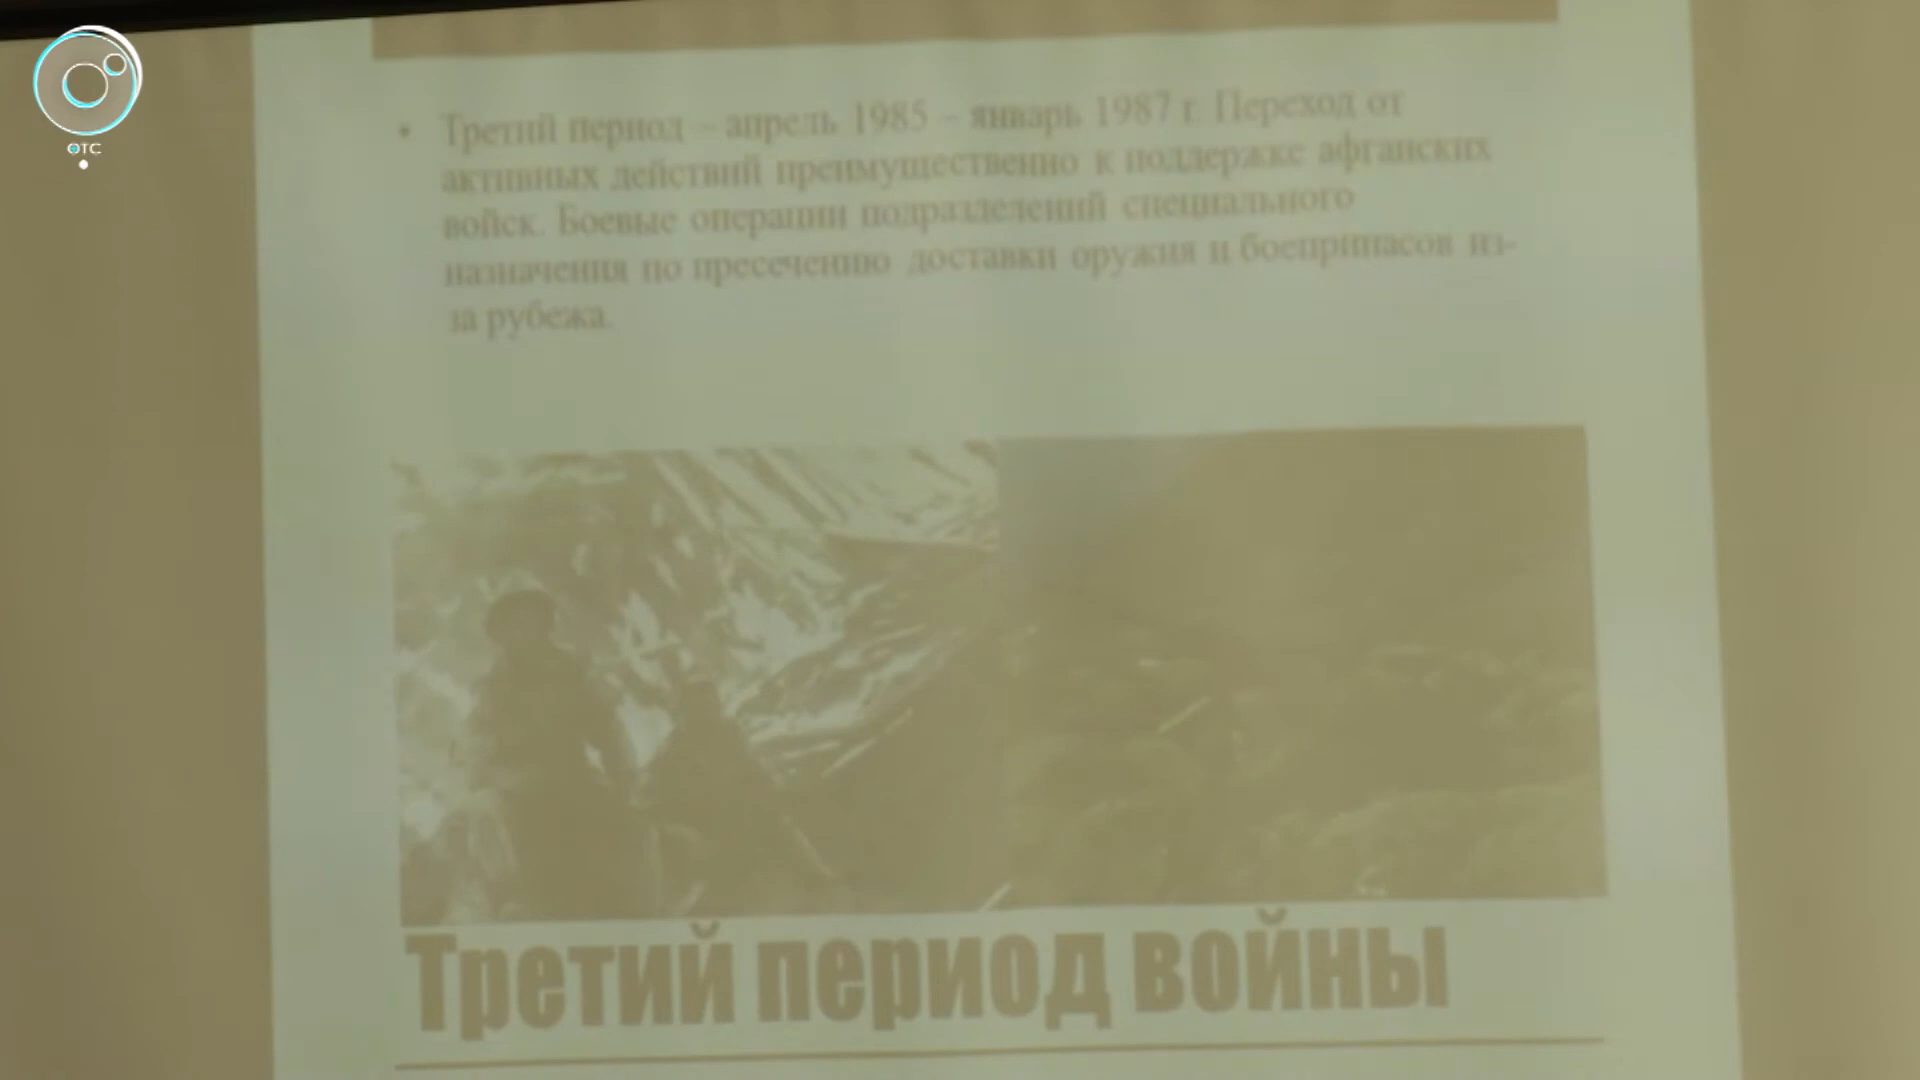 ОТС
• Третий период – апрель 1985 – январь 1987 г. Переход от
активных действий преимущественно к поддержке афганских
войск. Боевые операции подразделений специального
назначения по пресечению доставки оружия и боеприпасов из-
за рубежа.
Третий период войны